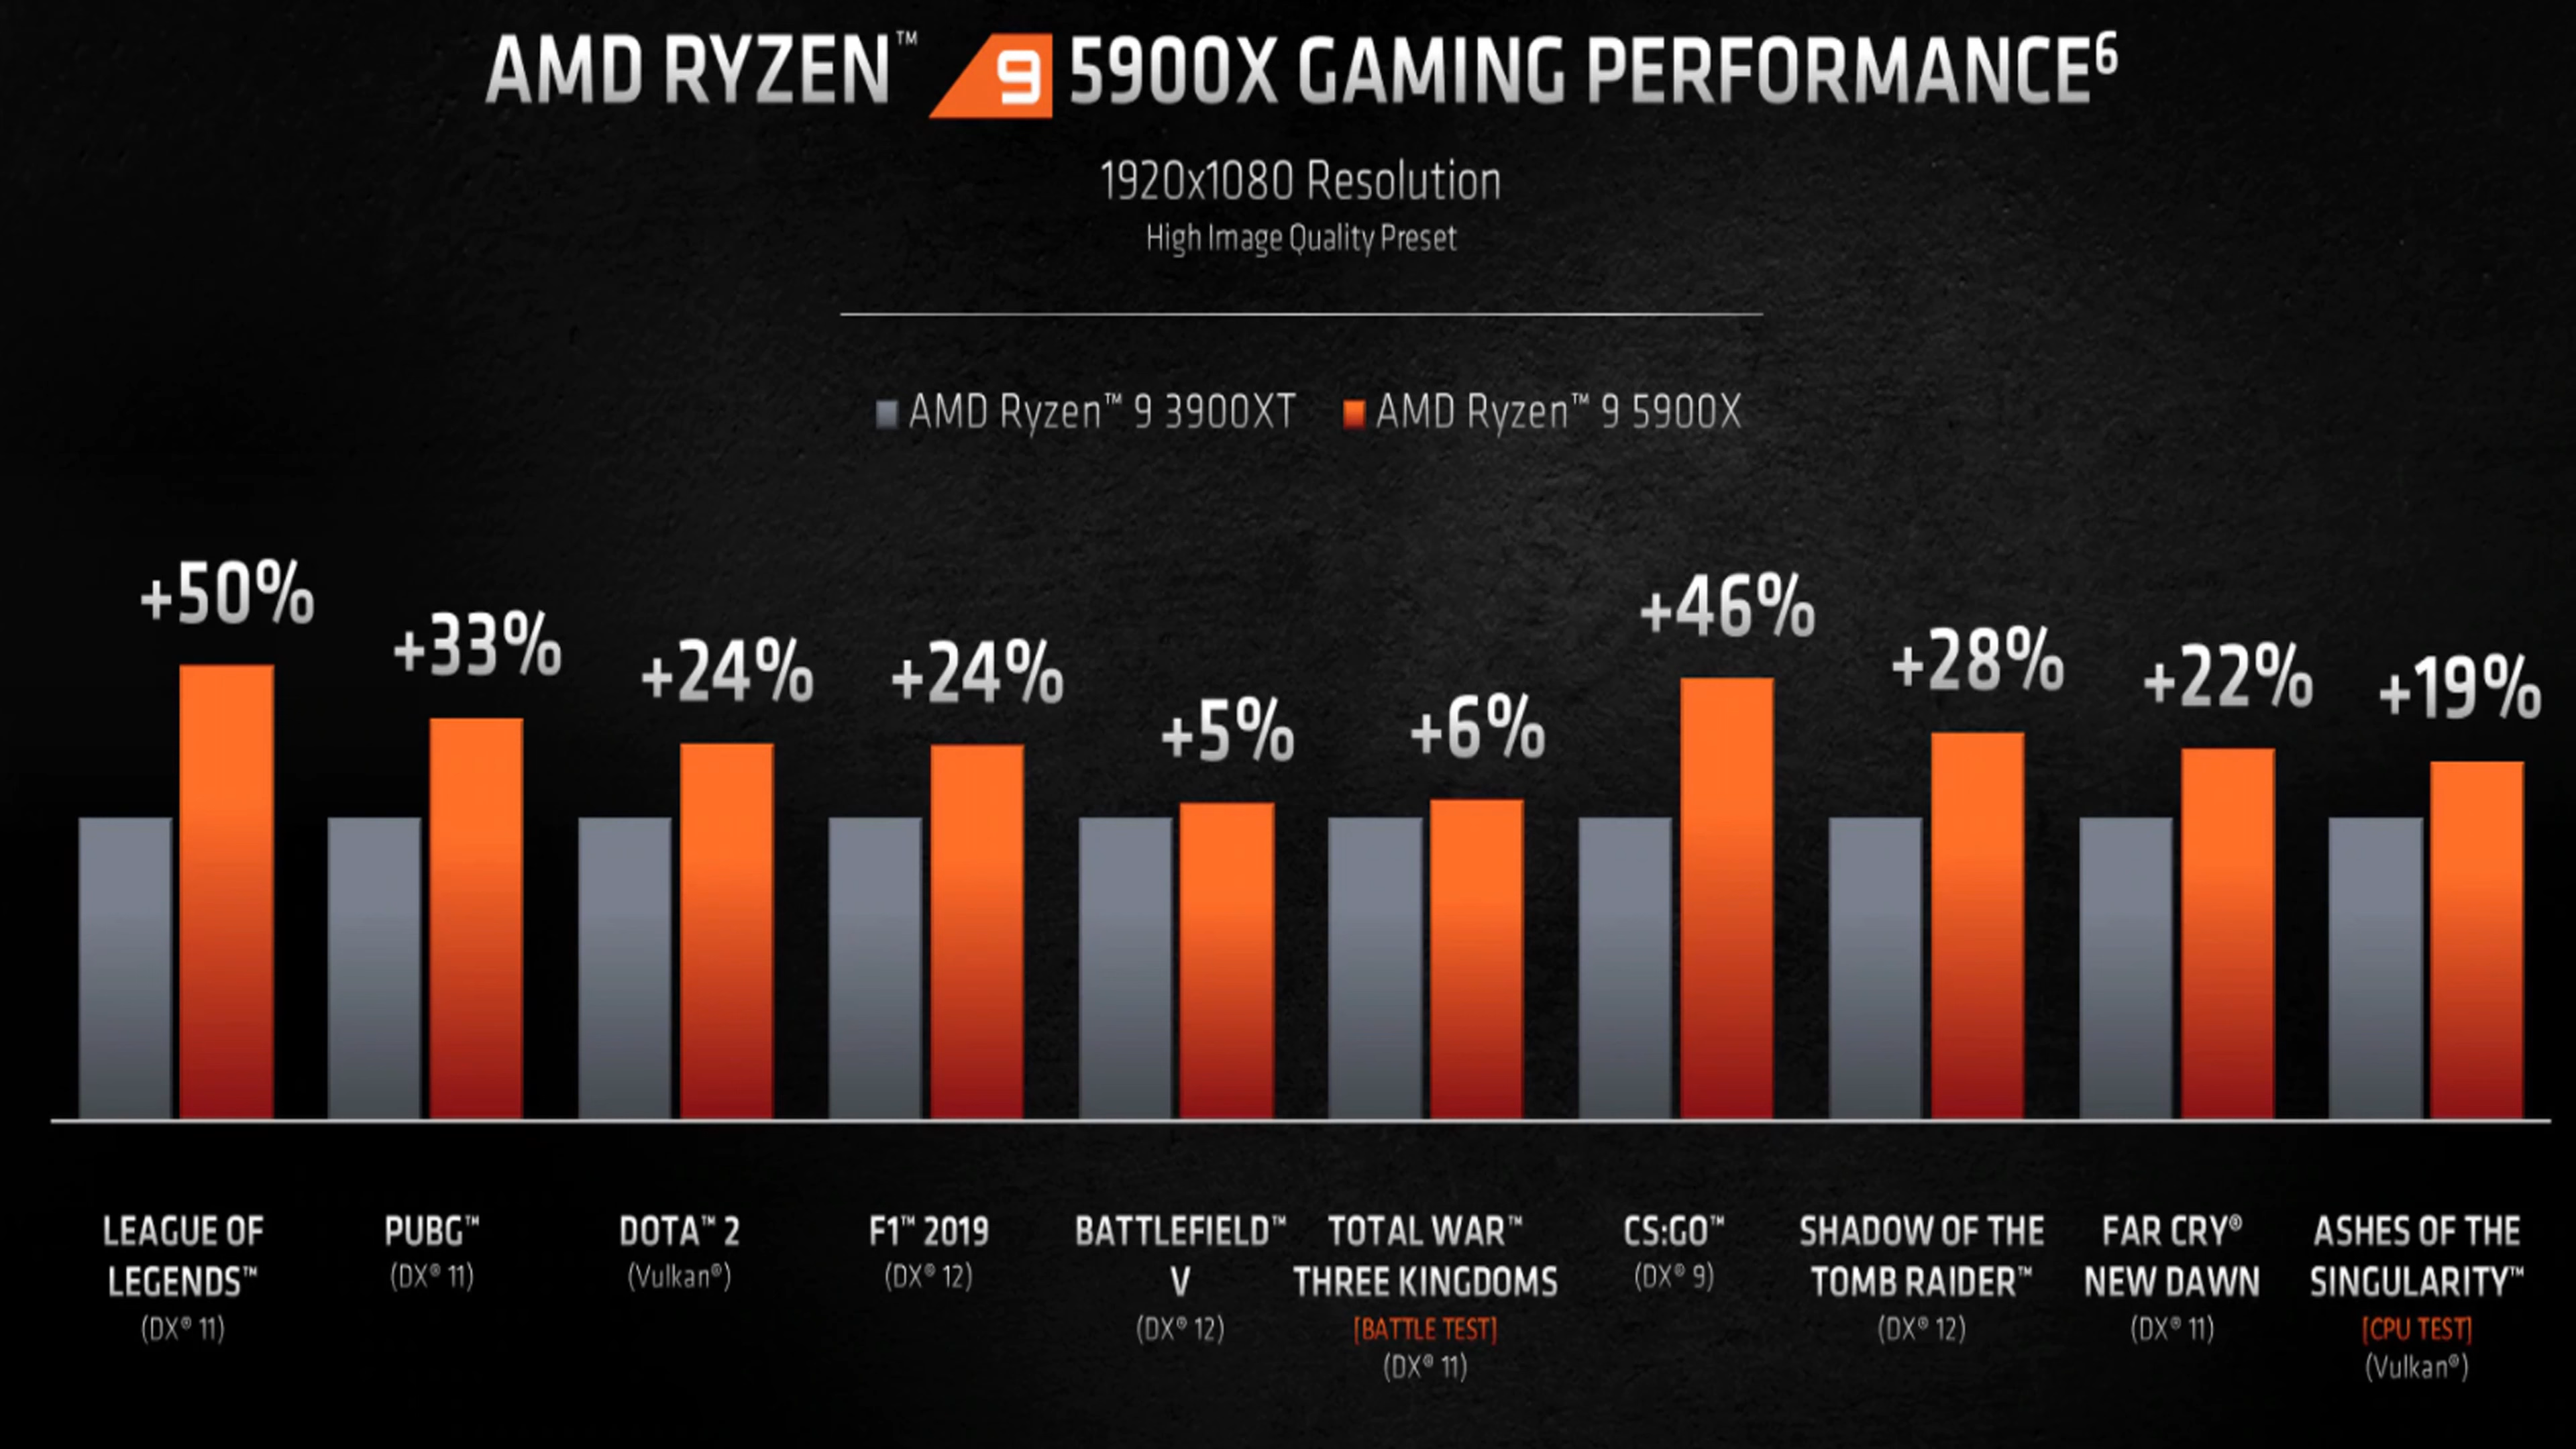 AMD RYZEN™ 9 5900X GAMING PERFORMANCE⁶
1920x1080 Resolution
High Image Quality Preset
AMD Ryzen™ 9 3900XT AMD Ryzen™ 9 5900X
+50%
+33%
+24%
+24%
+5%
+6%
+46%
+28%
+22%
+19%
LEAGUE OF
LEGENDS™
(DX® 11)
PUBG™
(DX® 11)
DOTA™ 2
(Vulkan®)
F1™ 2019
(DX® 12)
BATTLEFIELD™
V
(DX® 12)
TOTAL WAR™
THREE KINGDOMS
[BATTLE TEST]
(DX® 11)
CS:GO™
(DX® 9)
SHADOW OF THE
TOMB RAIDER™
(DX® 12)
FAR CRY®
NEW DAWN
(DX® 11)
ASHES OF THE
SINGULARITY™
[CPU TEST]
(Vulkan®)